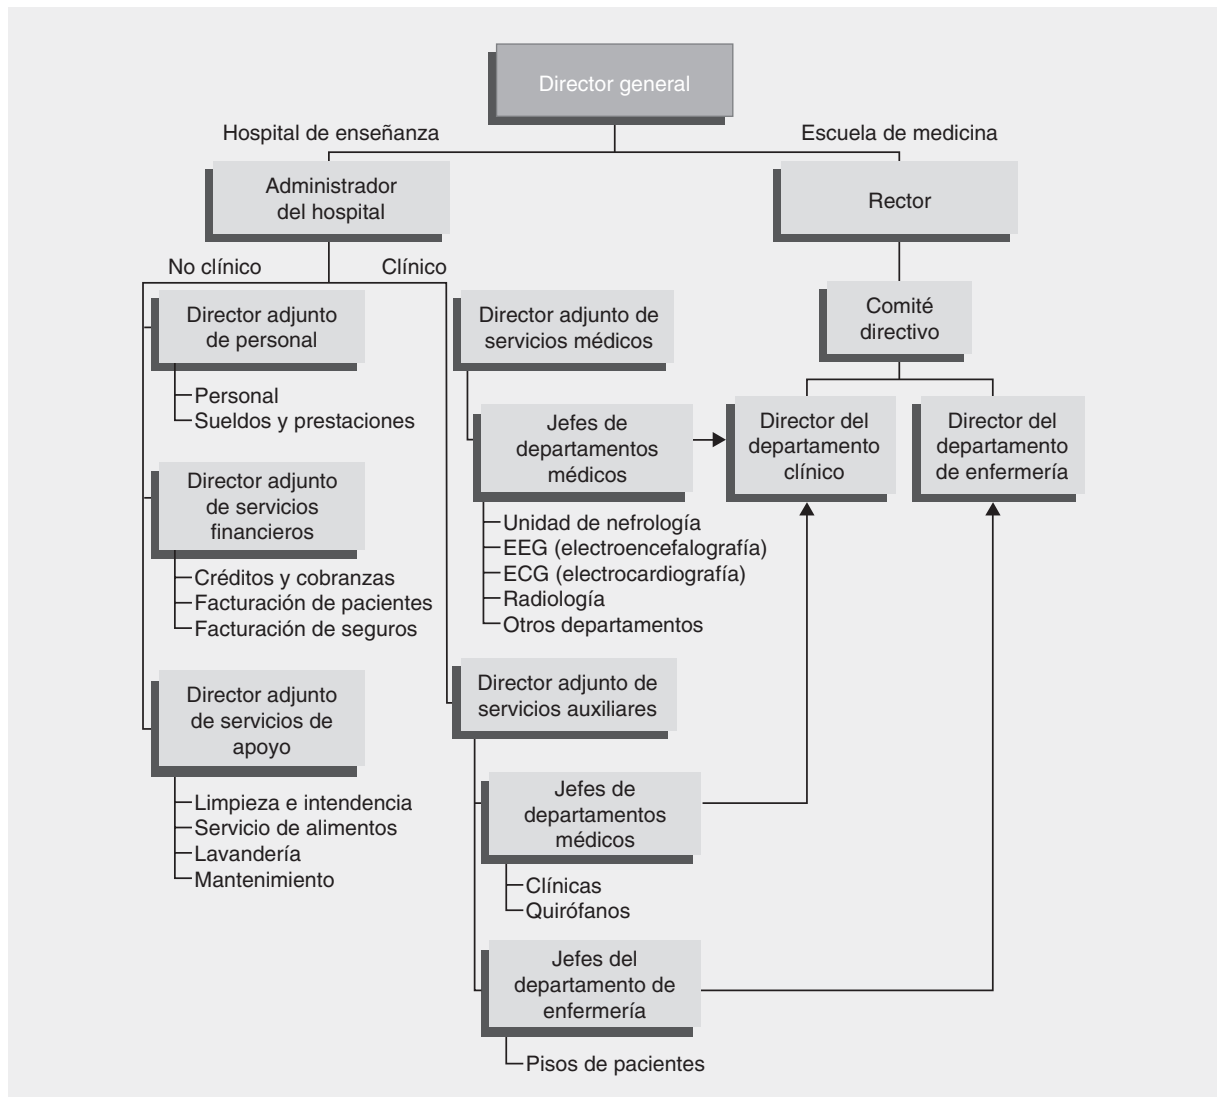 Director general
Hospital de enseñanza
Escuela de medicina
Administrador
del hospital
Rector
No clínico
Clínico
Director adjunto
de personal
Personal
Sueldos y prestaciones
Director adjunto
de servicios
financieros
Créditos y cobranzas
Facturación de pacientes
Facturación de seguros
Director adjunto
de servicios de
apoyo
Limpieza e intendencia
Servicio de alimentos
Lavandería
Mantenimiento
Director adjunto de
servicios médicos
Jefes de
departamentos
médicos
Unidad de nefrología
EEG (electroencefalografía)
ECG (electrocardiografía)
Radiología
Otros departamentos
Director adjunto de
servicios auxiliares
Jefes de
departamentos
médicos
Clínicas
Quirófanos
Jefes del
departamento de
enfermería
Pisos de pacientes
Comité
directivo
Director del
departamento
clínico
Director del
departamento
de enfermería